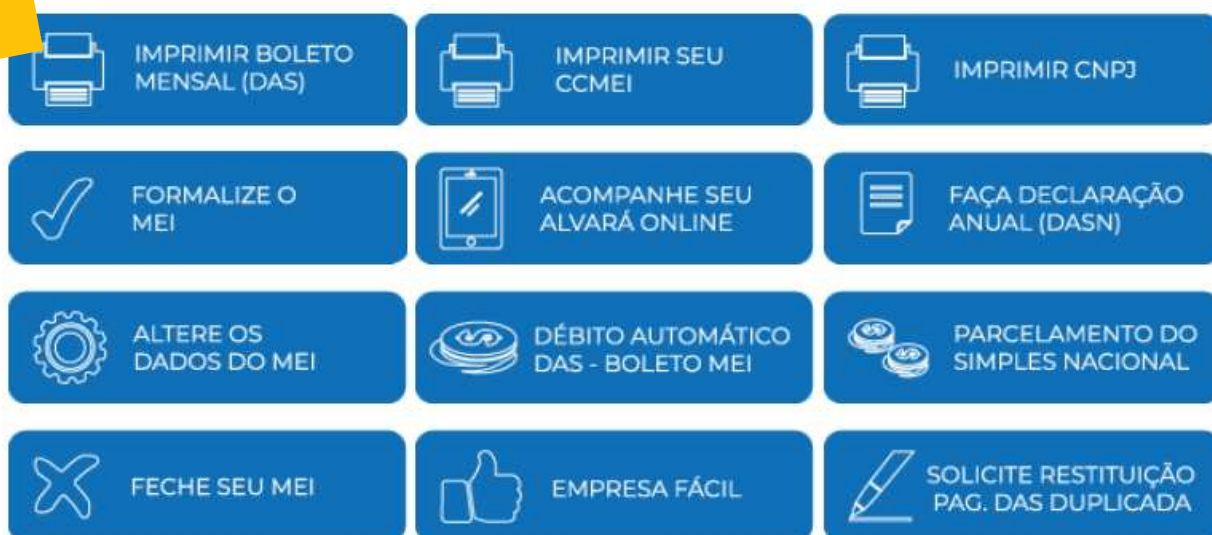 IMPRIMIR BOLETO
MENSAL (DAS)
IMPRIMIR SEU
CCMEI
IMPRIMIR CNPJ
FORMALIZE O
MEI
ACOMPANHE SEU
ALVARÁ ONLINE
FAÇA DECLARAÇÃO
ANUAL (DASN)
ALTERE OS
DADOS DO MEI
DÉBITO AUTOMÁTICO
DAS - BOLETO MEI
PARCELAMENTO DO
SIMPLES NACIONAL
FECHE SEU MEI
EMPRESA FÁCIL
SOLICITE RESTITUIÇÃO
PAG. DAS DUPLICADA